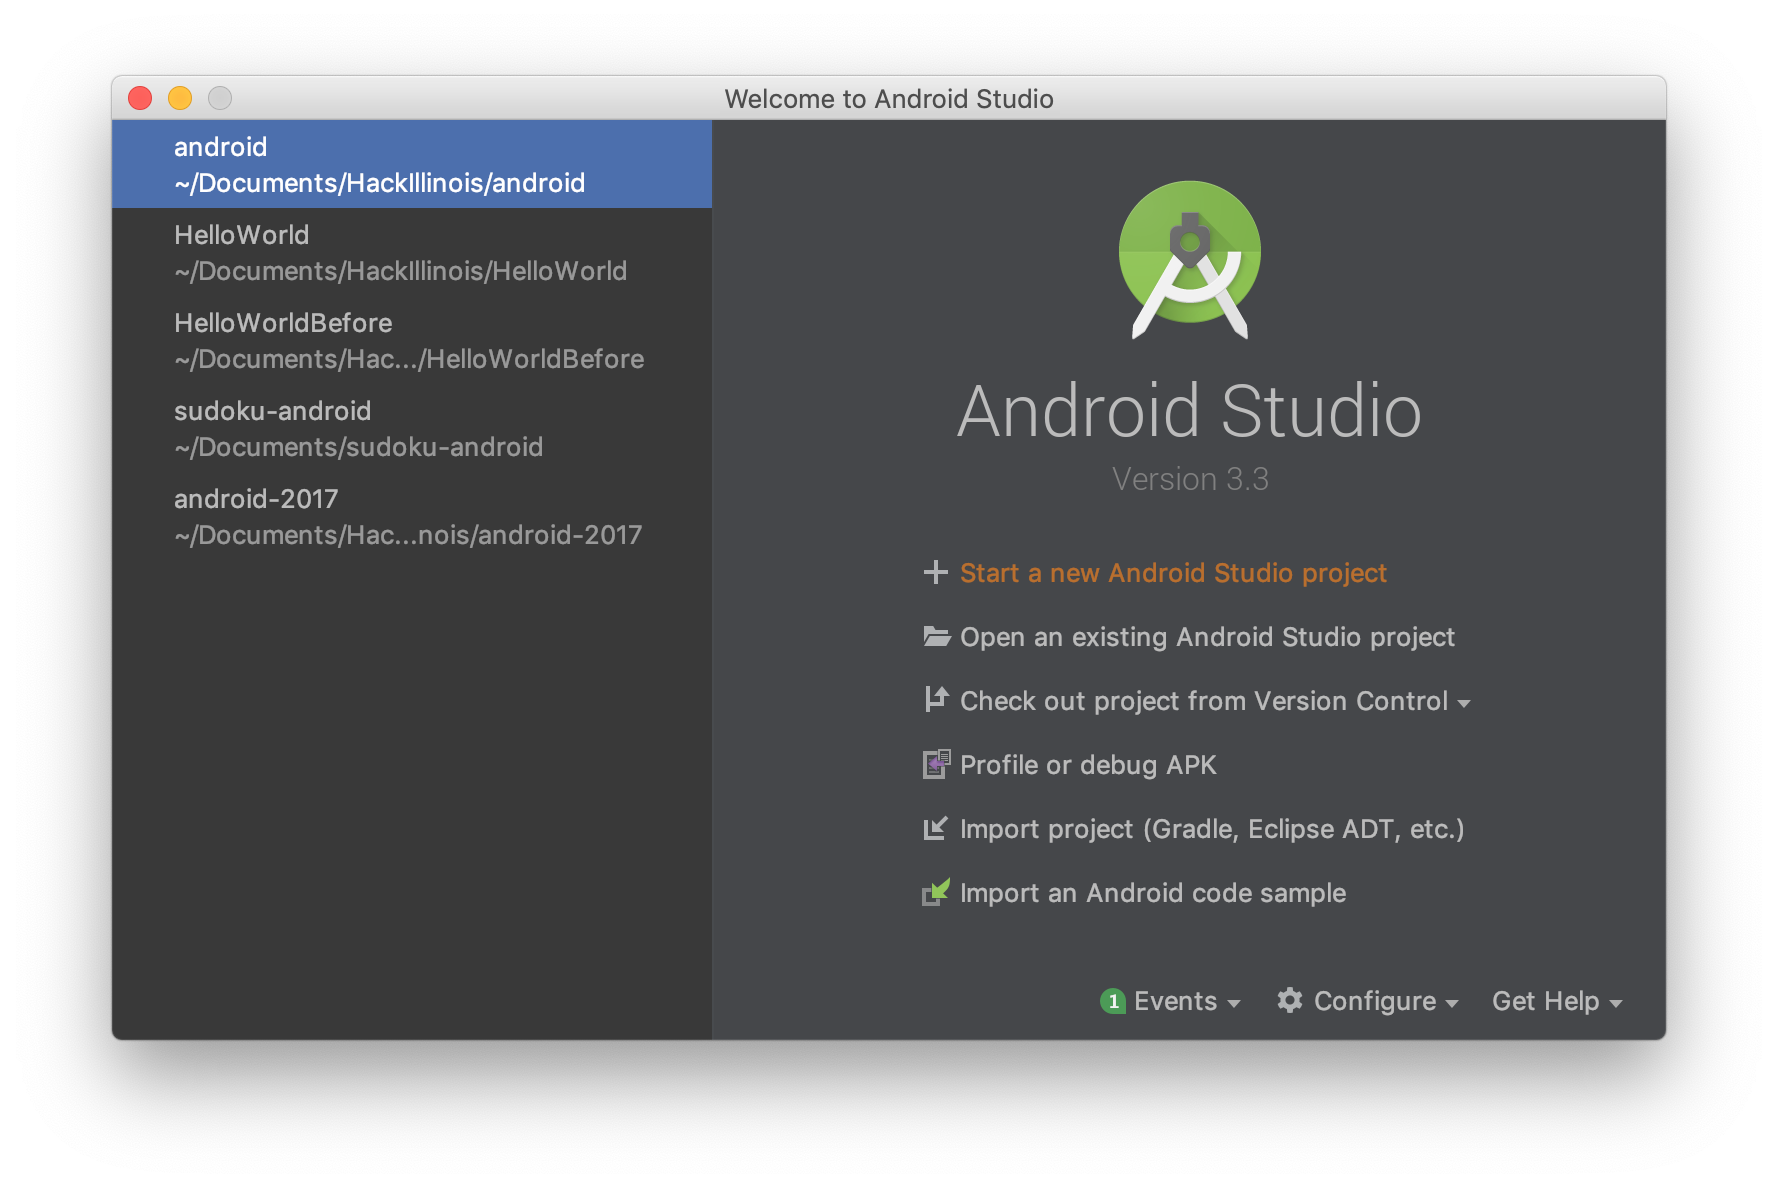 Welcome to Android Studio
android
~/Documents/HackIllinois/android
HelloWorld
~/Documents/HackIllinois/HelloWorld
HelloWorldBefore
~/Documents/Hac.../HelloWorldBefore
sudoku-android
~/Documents/sudoku-android
android-2017
~/Documents/Hac...nois/android-2017
Android Studio
Version 3.3
Start a new Android Studio project
Open an existing Android Studio project
Check out project from Version Control
Profile or debug APK
Import project (Gradle, Eclipse ADT, etc.)
Import an Android code sample
1 Events Configure Get Help